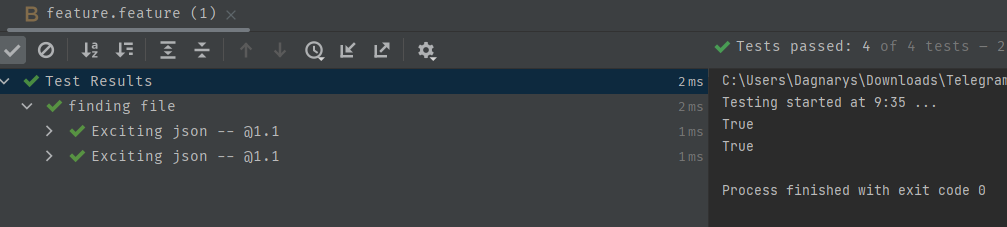 feature.feature (1)
Tests passed: 4 of 4 tests – 2
Test Results 2 ms
finding file 2 ms
Exciting json -- @1.1 1 ms
Exciting json -- @1.1 1 ms
C:\Users\Dagnarys\Downloads\Telegram
Testing started at 9:35 ...
True
True
Process finished with exit code 0